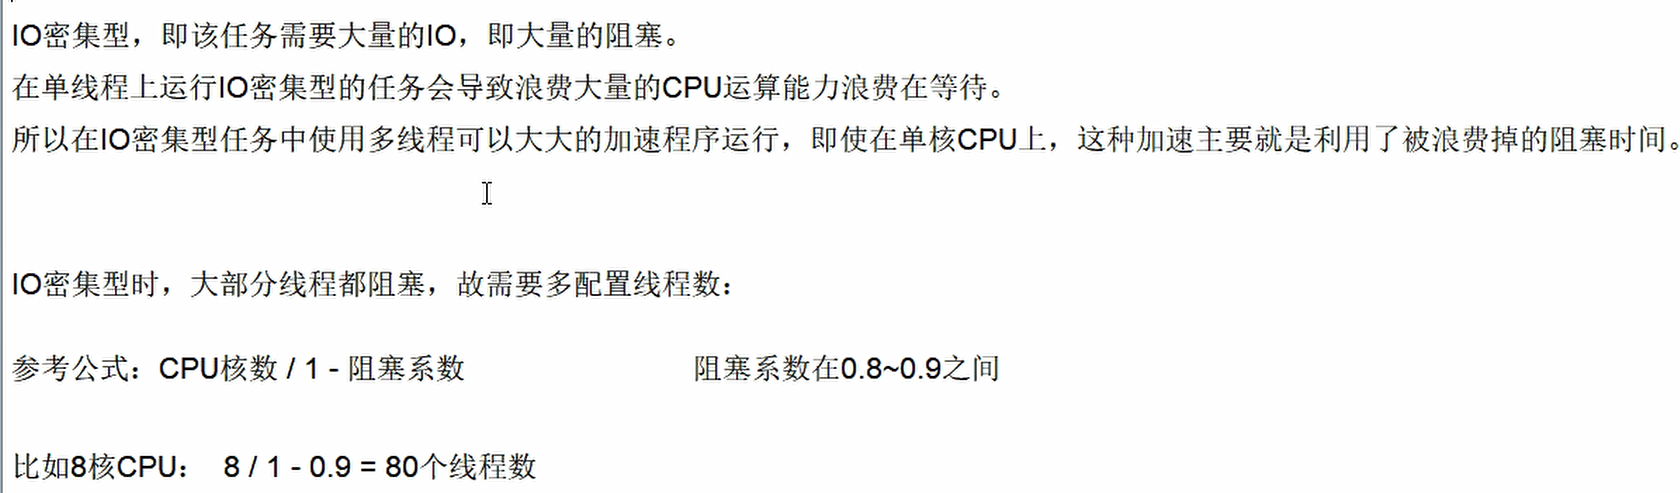 IO密集型，即该任务需要大量的IO，即大量的阻塞。
在单线程上运行IO密集型的任务会导致浪费大量的CPU运算能力浪费在等待。
所以在IO密集型任务中使用多线程可以大大的加速程序运行，即使在单核CPU上，这种加速主要就是利用了被浪费掉的阻塞时间。
IO密集型时，大部分线程都阻塞，故需要多配置线程数：
参考公式：CPU核数 / 1 - 阻塞系数 阻塞系数在0.8~0.9之间
比如8核CPU： 8 / 1 - 0.9 = 80个线程数